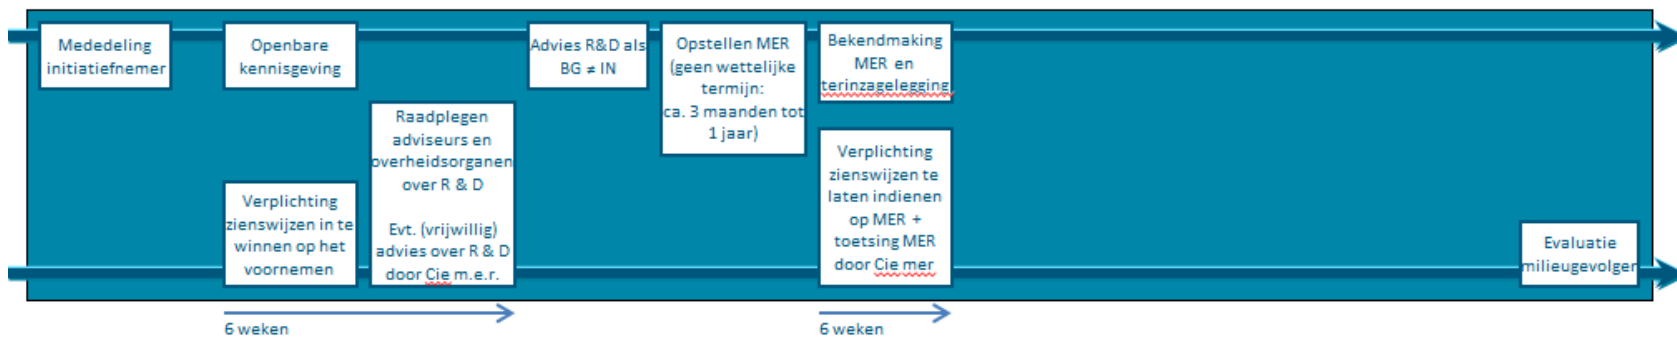 Mededeling
initiatiefnemer
Openbare
kennisgeving
Verplichting
zienswijzen in te
winnen op het
voornemen
Raadplegen
adviseurs en
overheidsorganen
over R & D
Evt. (vrijwillig)
advies over R & D
door Cie m.e.r.
6 weken
Advies R&D als
BG ≠ IN
Opstellen MER
(geen wettelijke
termijn:
ca. 3 maanden tot
1 jaar)
Bekendmaking
MER en
terinzagelegging
Verplichting
zienswijzen te
laten indienen
op MER +
toetsing MER
door Cie mer
6 weken
Evaluatie
milieugevolgen